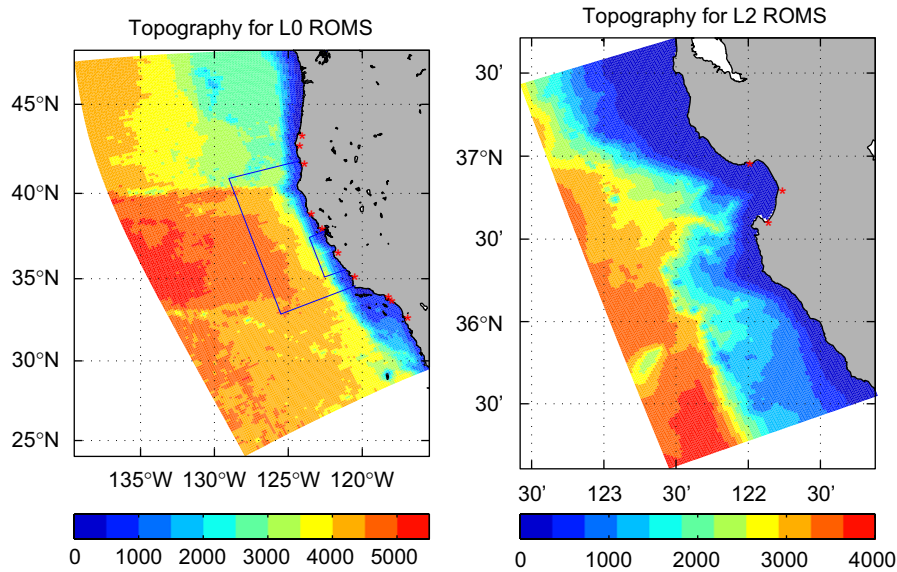 Topography for L0 ROMS
45°N
40°N
35°N
30°N
25°N
135°W 130°W 125°W 120°W
0 1000 2000 3000 4000 5000
Topography for L2 ROMS
30’
37°N
30’
36°N
30’
30’ 123 30’ 122 30’
0 1000 2000 3000 4000